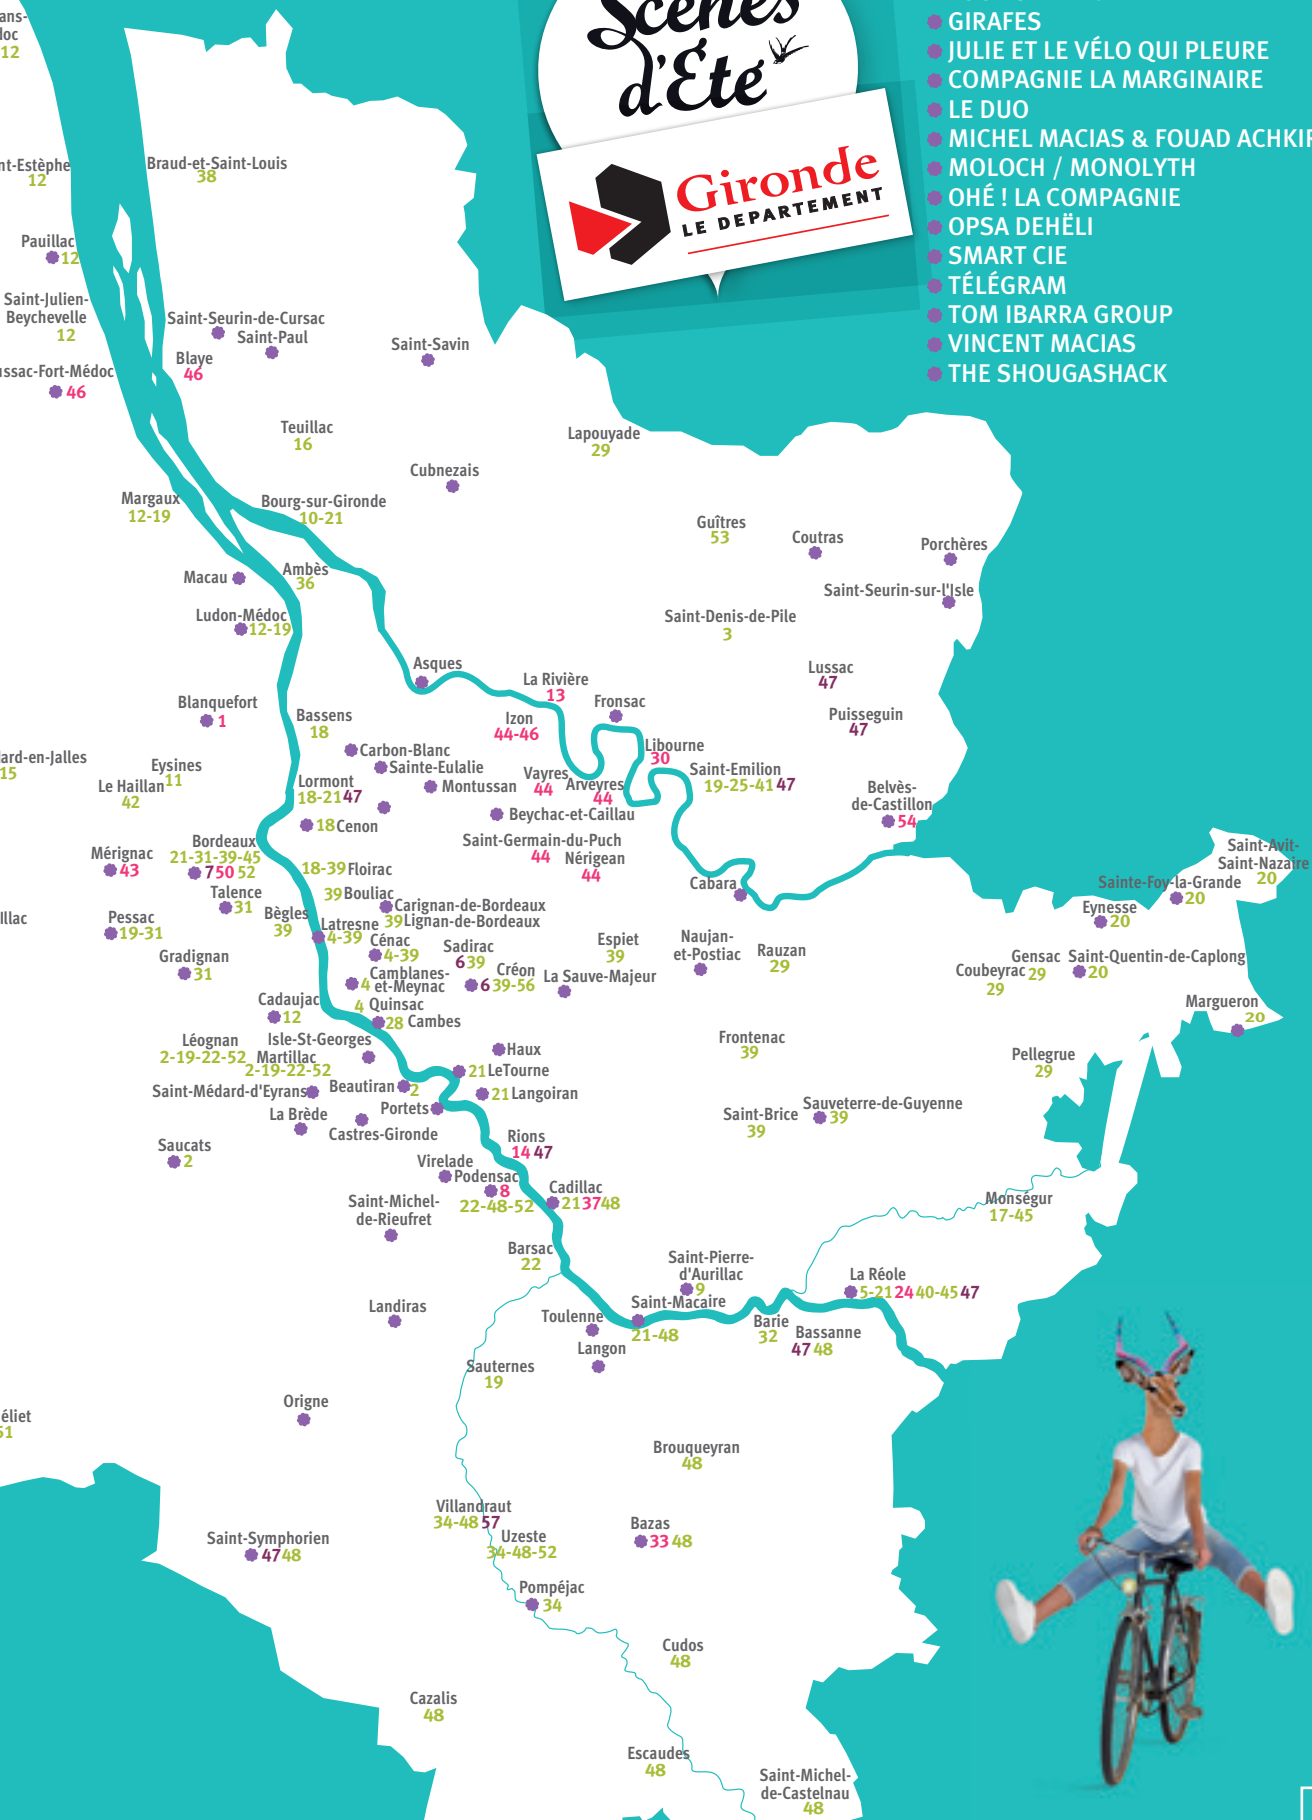 Scènes
d'Été
Gironde
LE DEPARTEMENT
GIRAFES
JULIE ET LE VÉLO QUI PLEURE
COMPAGNIE LA MARGINAIRE
LE DUO
MICHEL MACIAS & FOUAD ACHKIR
MOLOCH / MONOLYTH
OHÉ ! LA COMPAGNIE
OPSA DEHËLI
SMART CIE
TÉLÉGRAM
TOM IBARRA GROUP
VINCENT MACIAS
THE SHOUGASHACK
ans-
doc
12
nt-Estèphe
12
Braud-et-Saint-Louis
38
Pauillac
12
Saint-Julien-
Beychevelle
12
Saint-Seurin-de-Cursac
Saint-Paul
Blaye
46
Saint-Savin
ussac-Fort-Médoc
46
Teuillac
16
Lapouyade
29
Cubnezais
Margaux
12-19
Bourg-sur-Gironde
10-21
Guîtres
53
Coutras
Porchères
Macau
Ambès
36
Saint-Seurin-sur-l'Isle
Ludon-Médoc
12-19
Saint-Denis-de-Pile
3
Asques
Lussac
47
La Rivière
13
Fronsac
Blanquefort
1
Bassens
18
Izon
44-46
Puisseguin
47
Libourne
30
Carbon-Blanc
Sainte-Eulalie
Montussan
ard-en-Jalles
15
Eysines
11
Le Haillan
42
Lormont
18-21 47
Vayres
44
Arveyres
44
Saint-Emilion
19-25-41 47
Belvès-
de-Castillon
54
Beychac-et-Caillau
18 Cenon
Bordeaux
21-31-39-45
7 50 52
Saint-Germain-du-Puch
44
Nérigean
44
Mérignac
43
18-39 Floirac
Saint-Avit-
Saint-Nazaire
20
Talence
31
39 Bouliac
Cabara
Sainte-Foy-la-Grande
20
Carignan-de-Bordeaux
39 Lignan-de-Bordeaux
Eynesse
20
illac
Pessac
19-31
Bègles
39
Latresne
4-39
Cénac
4-39
Sadirac
6 39
Espiet
39
Naujan-
et-Postiac
Rauzan
29
Gradignan
31
Camblanes-
et-Meynac
4
Créon
6 39-56
La Sauve-Majeur
Coubeyrac
29
Gensac
29
Saint-Quentin-de-Caplong
20
Cadaujac
12
4 Quinsac
28 Cambes
Margueron
20
Léognan
2-19-22-52
Isle-St-Georges
Martillac
2-19-22-52
Haux
Frontenac
39
Pellegrue
29
21 LeTourne
Saint-Médard-d'Eyrans
Beautiran
2
21 Langoiran
La Brède
Portets
Castres-Gironde
Saint-Brice
39
Sauveterre-de-Guyenne
39
Saucats
2
Rions
14 47
Virelade
Podensac
8
22-48-52
Cadillac
21 37 48
Saint-Michel-
de-Rieufret
Monségur
17-45
Barsac
22
Saint-Pierre-
d'Aurillac
9
La Réole
5-21 24 40-45 47
Landiras
Toulenne
Saint-Macaire
21-48
Barie
32
Bassanne
47 48
Langon
Sauternes
19
Origne
éliet
51
Brouqueyran
48
Villandraut
34-48 57
Uzeste
34-48-52
Bazas
33 48
Saint-Symphorien
47 48
Pompéjac
34
Cudos
48
Cazalis
48
Escaudes
48
Saint-Michel-
de-Castelnau
48